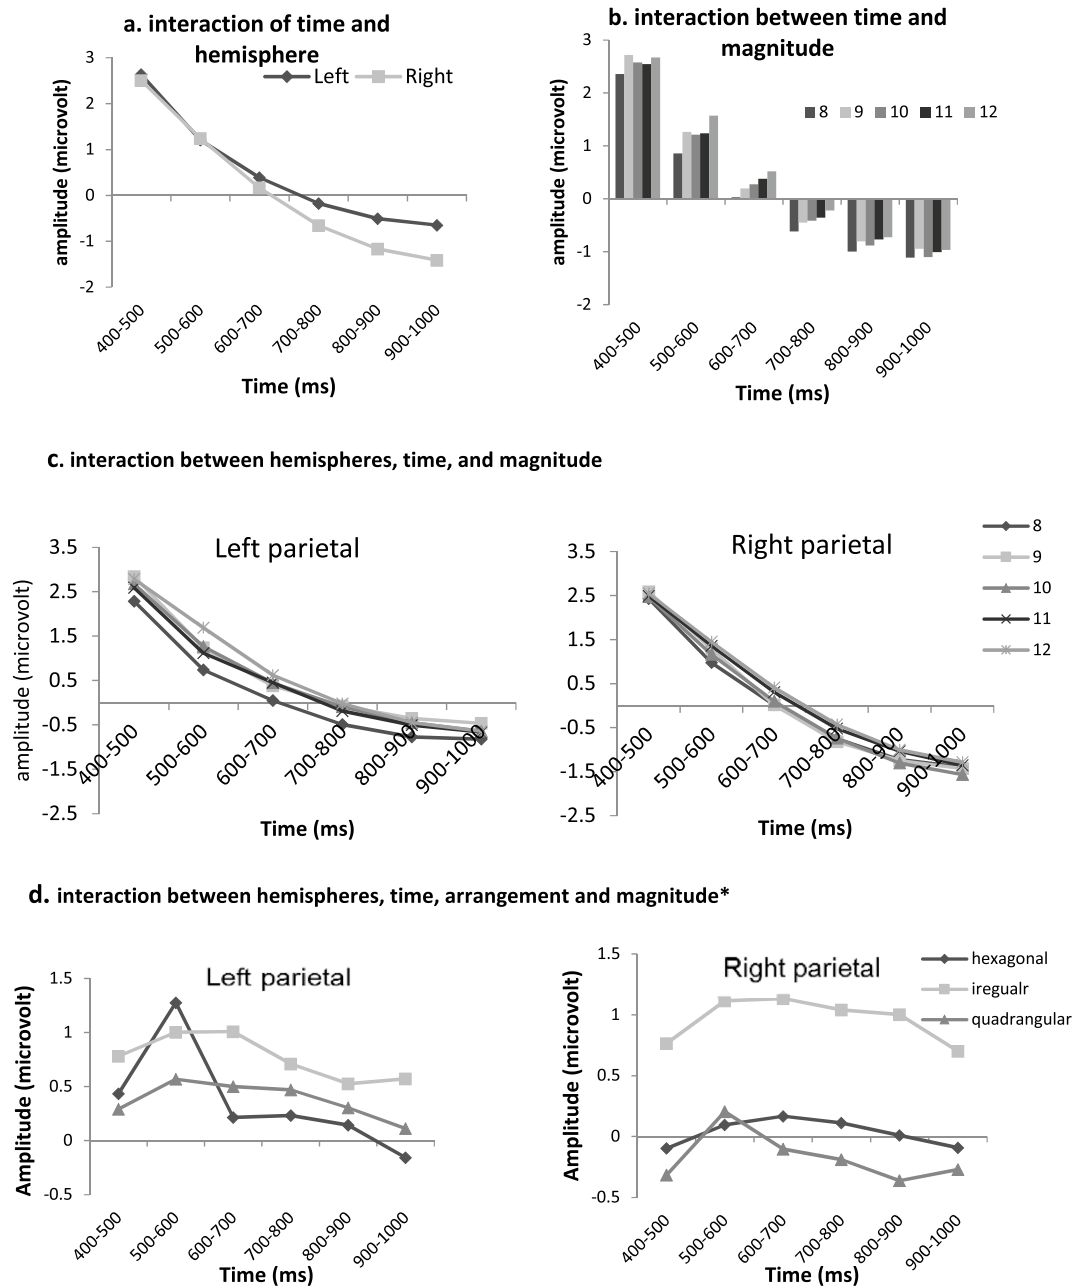 a. interaction of time and
hemisphere
Left Right
3
2
1
0
-1
-2
amplitude (microvolt)
400-500
500-600
600-700
700-800
800-900
900-1000
Time (ms)
b. interaction between time and
magnitude
8 9 10 11 12
3
2
1
0
-1
-2
amplitude (microvolt)
400-500
500-600
600-700
700-800
800-900
900-1000
Time (ms)
c. interaction between hemispheres, time, and magnitude
Left parietal
3.5
2.5
1.5
0.5
-0.5
-1.5
-2.5
amplitude (microvolt)
400-500
500-600
600-700
700-800
800-900
900-1000
Time (ms)
Right parietal
3.5
2.5
1.5
0.5
-0.5
-1.5
-2.5
400-500
500-600
600-700
700-800
800-900
900-1000
Time (ms)
8
9
10
11
12
d. interaction between hemispheres, time, arrangement and magnitude*
Left parietal
1.5
1
0.5
0
-0.5
Amplitude (microvolt)
400-500
500-600
600-700
700-800
800-900
900-1000
Time (ms)
Right parietal
1.5
1
0.5
0
-0.5
Amplitude (microvolt)
400-500
500-600
600-700
700-800
800-900
900-1000
Time (ms)
hexagonal
iregualr
quadrangular